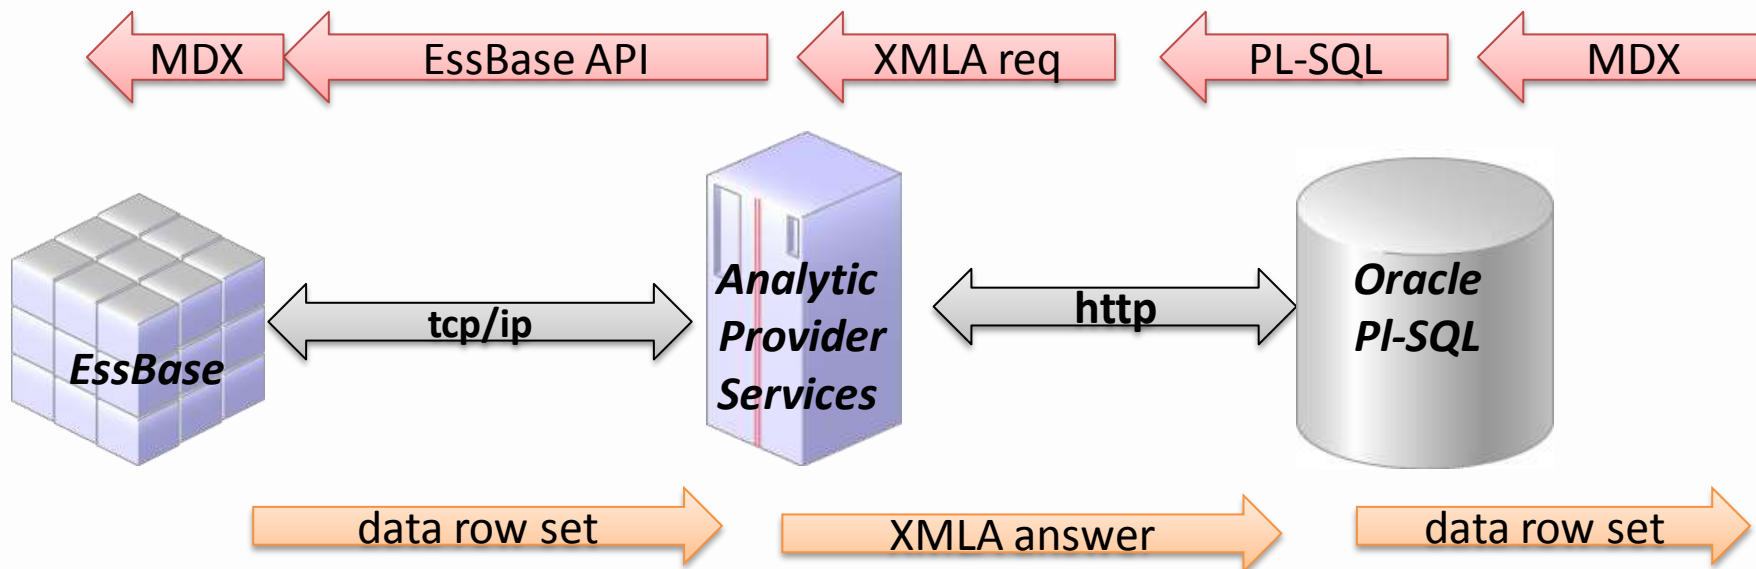 MDX
EssBase API
XMLA req
PL-SQL
MDX
EssBase
tcp/ip
Analytic
Provider
Services
http
Oracle
Pl-SQL
data row set
XMLA answer
data row set